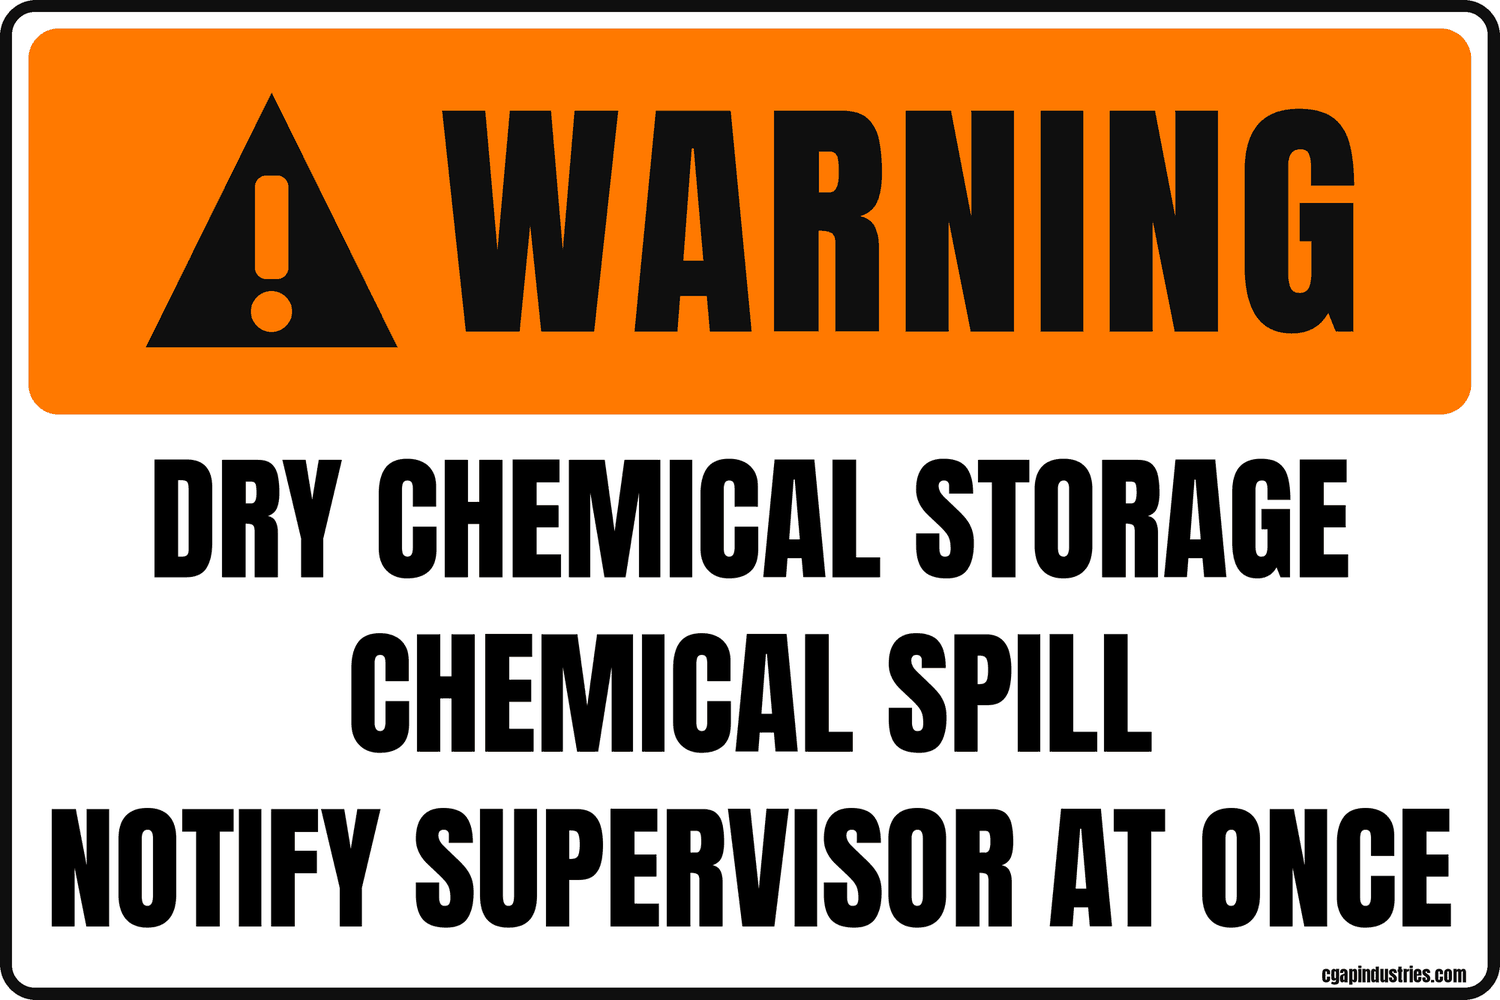 WARNING
DRY CHEMICAL STORAGE
CHEMICAL SPILL
NOTIFY SUPERVISOR AT ONCE
cgapindustries.com